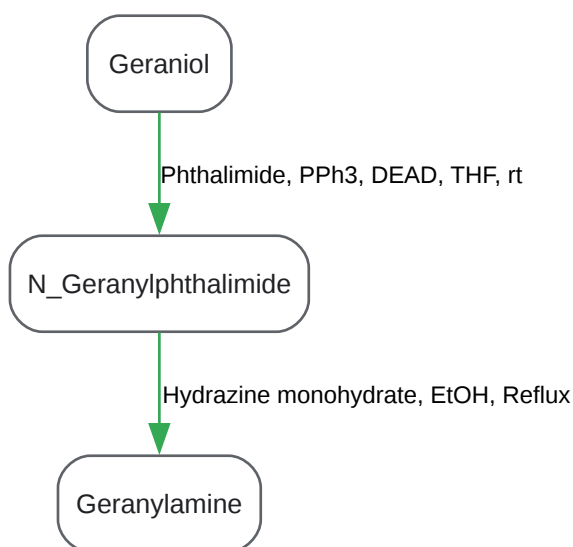 Geraniol
Phthalimide, PPh3, DEAD, THF, rt
N_Geranylphthalimide
Hydrazine monohydrate, EtOH, Reflux
Geranylamine